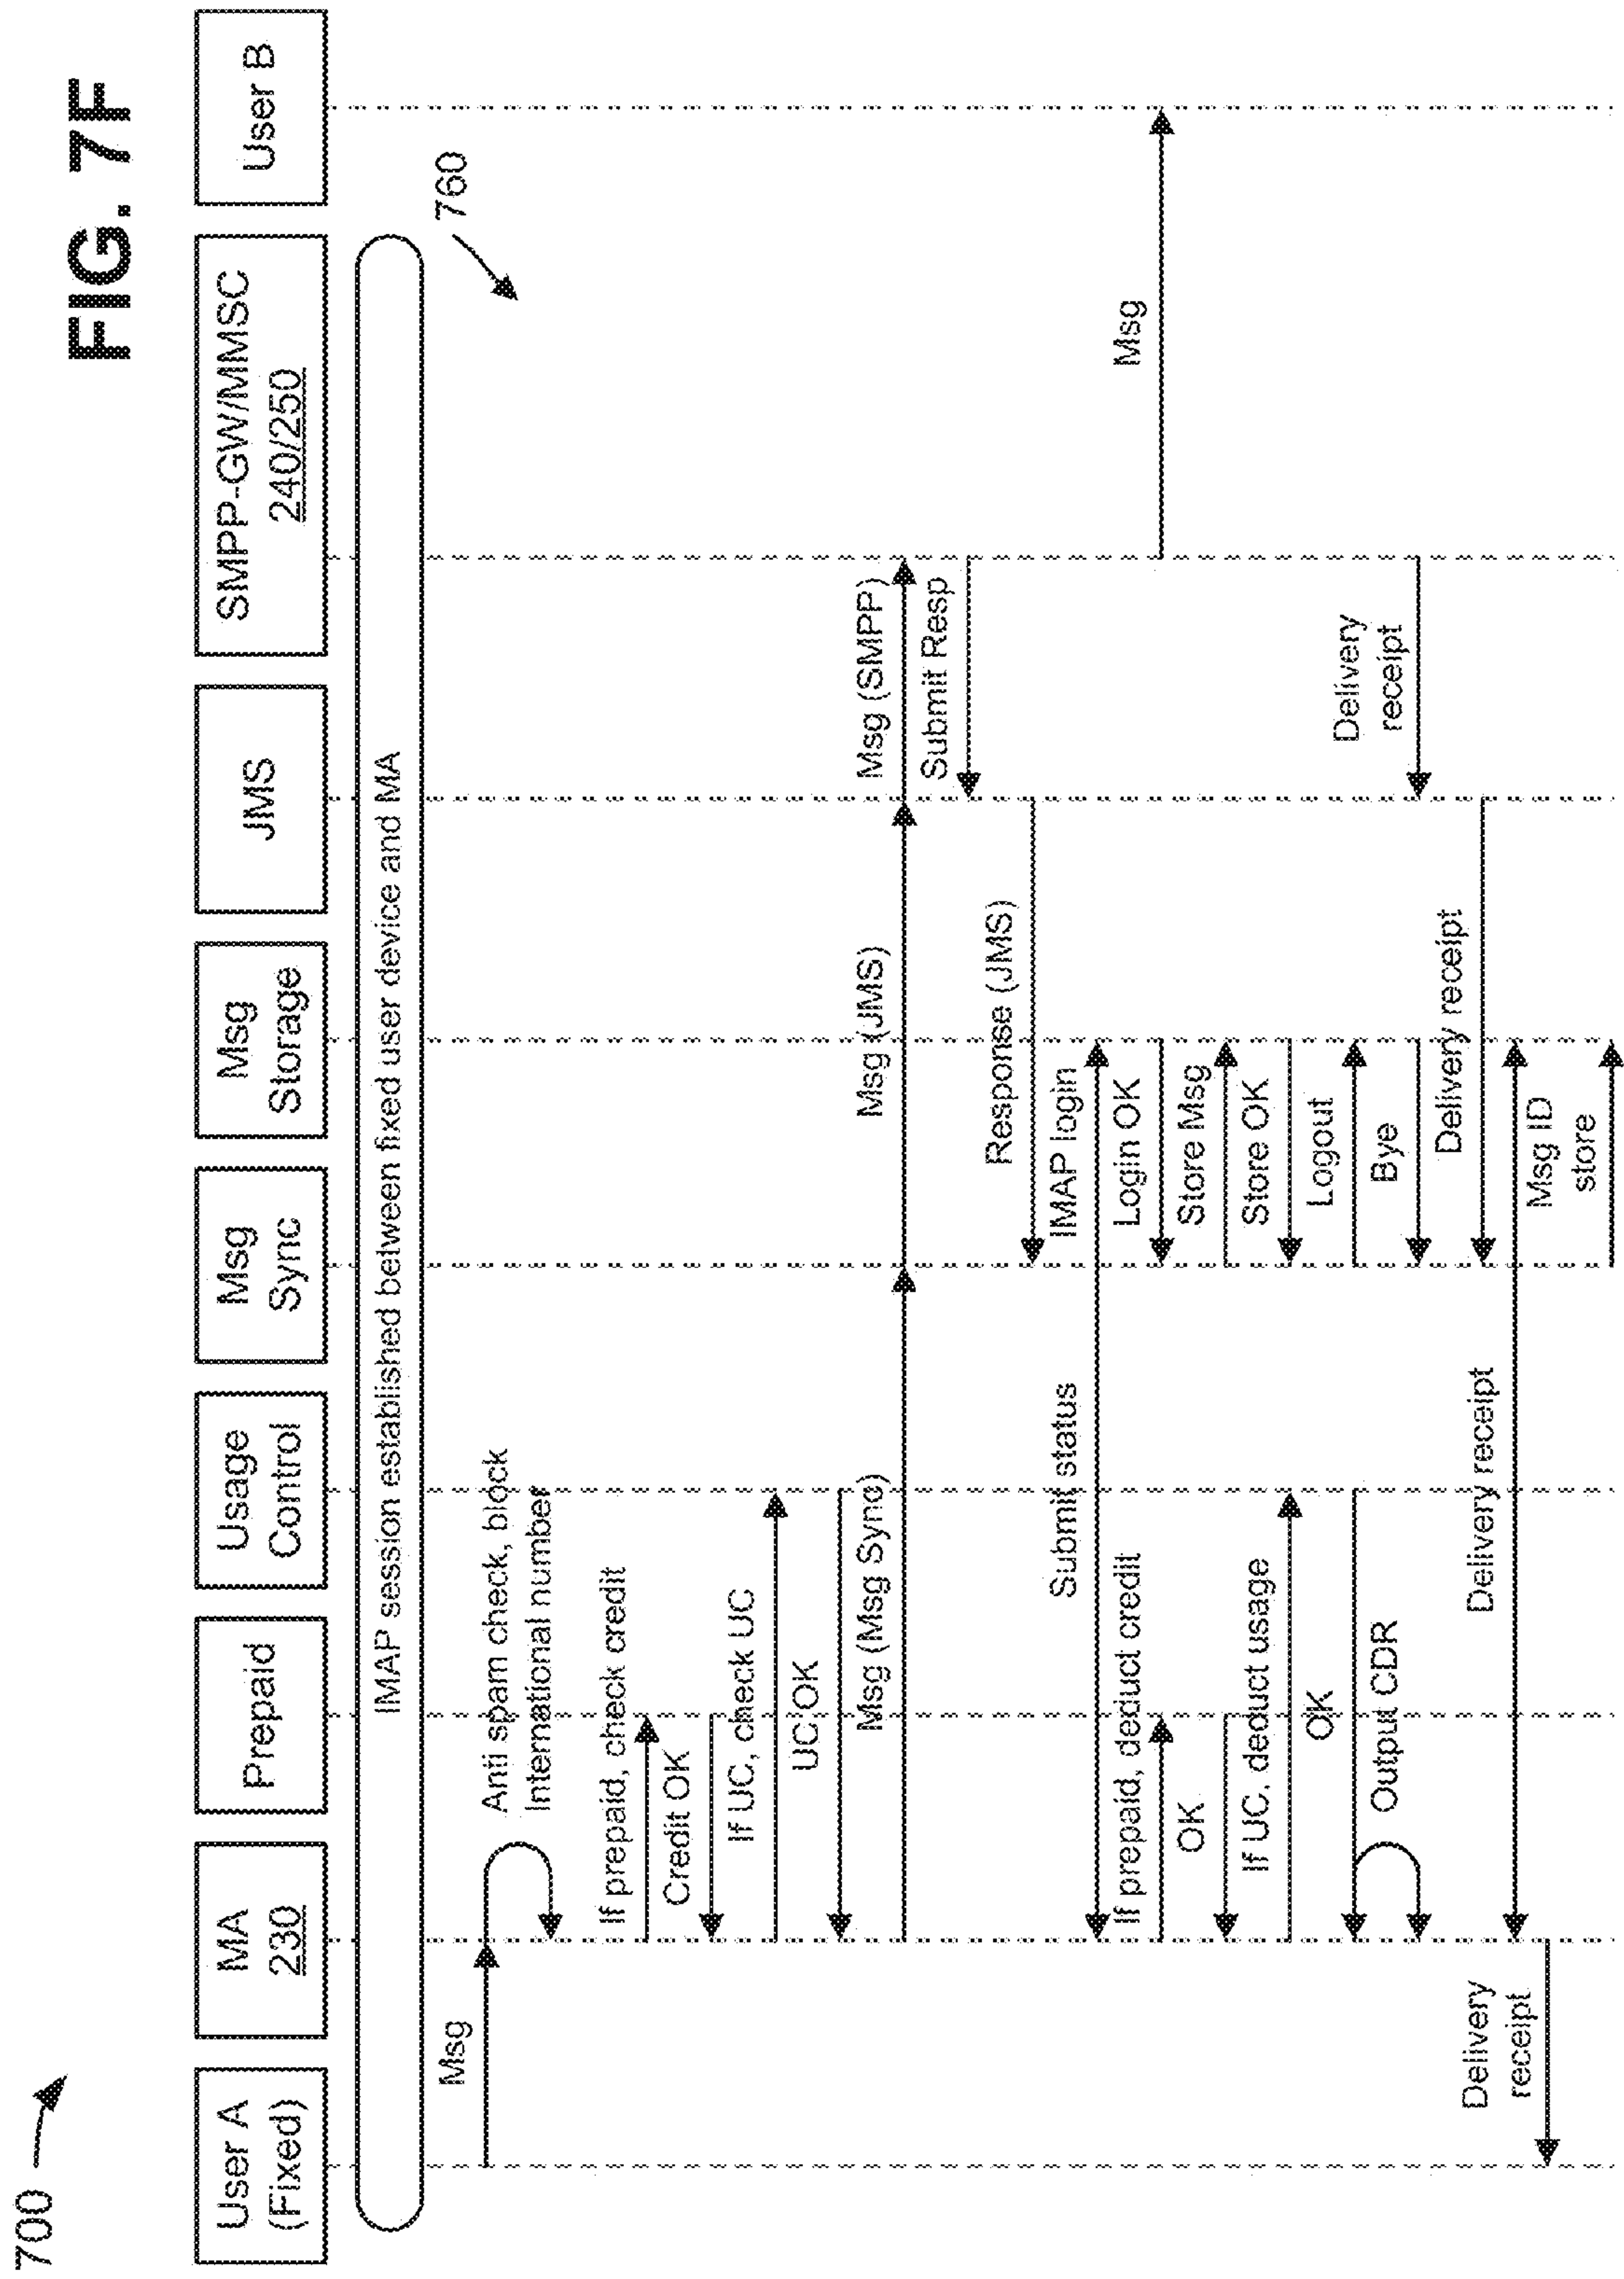 700
FIG. 7F
User A
(Fixed)
MA
230
Prepaid
Usage
Control
Msg
Sync
Msg
Storage
JMS
SMPP-GW/MMSC
240/250
User B
IMAP session established between fixed user device and MA
760
Msg
Anti spam check, block
International number
If prepaid, check credit
Credit OK
If UC, check UC
UC OK
Msg (Msg Sync)
Msg (JMS)
Msg (SMPP)
Submit Resp
Response (JMS)
Submit status
IMAP login
If prepaid, deduct credit
Login OK
Msg
OK
Store Msg
If UC, deduct usage
Store OK
OK
Logout
Output CDR
Bye
Delivery
receipt
Delivery receipt
Delivery receipt
Delivery
receipt
Msg ID
store